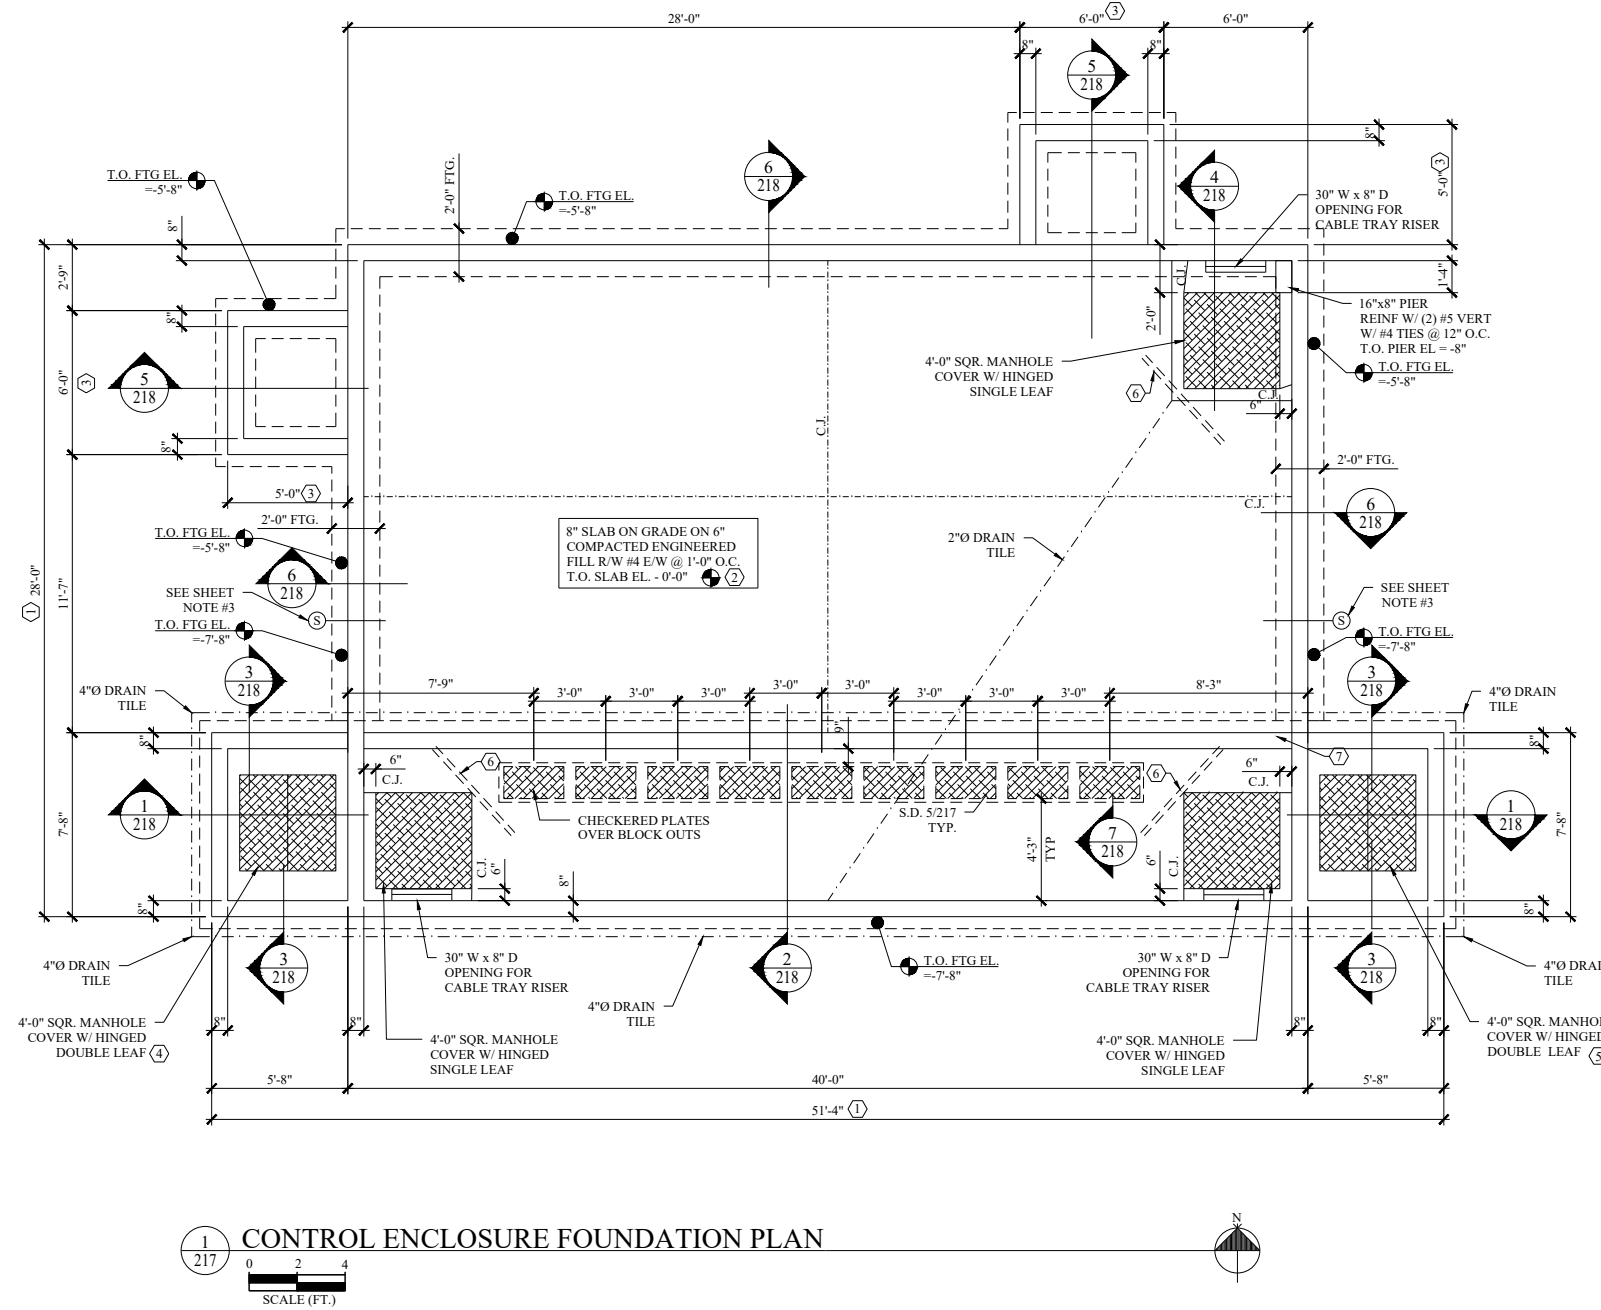 28'-0"
6'-0" 3
6'-0"
8"
8"
5
218
8"
5'-0" 3
T.O. FTG EL.
=-5'-8"
2'-0" FTG.
6
218
T.O. FTG EL.
=-5'-8"
4
218
30" W x 8" D
OPENING FOR
CABLE TRAY RISER
8"
2'-9"
C.J.
1'-4"
2'-0"
16"x8" PIER
REINF W/ (2) #5 VERT
W/ #4 TIES @ 12" O.C.
T.O. PIER EL = -8"
T.O. FTG EL.
=-5'-8"
8"
6'-0" 3
5
218
4'-0" SQR. MANHOLE
COVER W/ HINGED
SINGLE LEAF
6
C.J.
6"
C.J.
8"
2'-0" FTG.
5'-0" 3
2'-0" FTG.
C.J.
6
218
T.O. FTG EL.
=-5'-8"
8" SLAB ON GRADE ON 6"
COMPACTED ENGINEERED
FILL R/W #4 E/W @ 1'-0" O.C.
T.O. SLAB EL. - 0'-0" 2
2"Ø DRAIN
TILE
6
218
1 28'-0"
11'-7"
SEE SHEET
NOTE #3
S
SEE SHEET
NOTE #3
S
T.O. FTG EL.
=-7'-8"
T.O. FTG EL.
=-7'-8"
3
218
3
218
4"Ø DRAIN
TILE
7'-9"
3'-0"
3'-0"
3'-0"
3'-0"
3'-0"
3'-0"
3'-0"
3'-0"
8'-3"
4"Ø DRAIN
TILE
9"
8"
8"
7
6"
C.J.
6
6
6"
C.J.
1
218
7'-8"
CHECKERED PLATES
OVER BLOCK OUTS
S.D. 5/217
TYP.
4'-3"
TYP
7
218
1
218
7'-8"
C.J.
6"
6"
C.J.
8"
8"
8"
4"Ø DRAIN
TILE
3
218
30" W x 8" D
OPENING FOR
CABLE TRAY RISER
2
218
T.O. FTG EL.
=-7'-8"
30" W x 8" D
OPENING FOR
CABLE TRAY RISER
3
218
4"Ø
TILE
4"Ø DRAIN
TILE
4'-0" SQR. MANHOLE
COVER W/ HINGED
DOUBLE LEAF 4
8"
8"
4'-0" SQR. MANHOLE
COVER W/ HINGED
SINGLE LEAF
4'-0" SQR. MANHOLE
COVER W/ HINGED
SINGLE LEAF
8"
8"
4'-0" SQR.
COVER W/
DOUBLE LEAF 5
5'-8"
40'-0"
5'-8"
51'-4" 1
1
217
CONTROL ENCLOSURE FOUNDATION PLAN
N
0 2 4
SCALE (FT.)